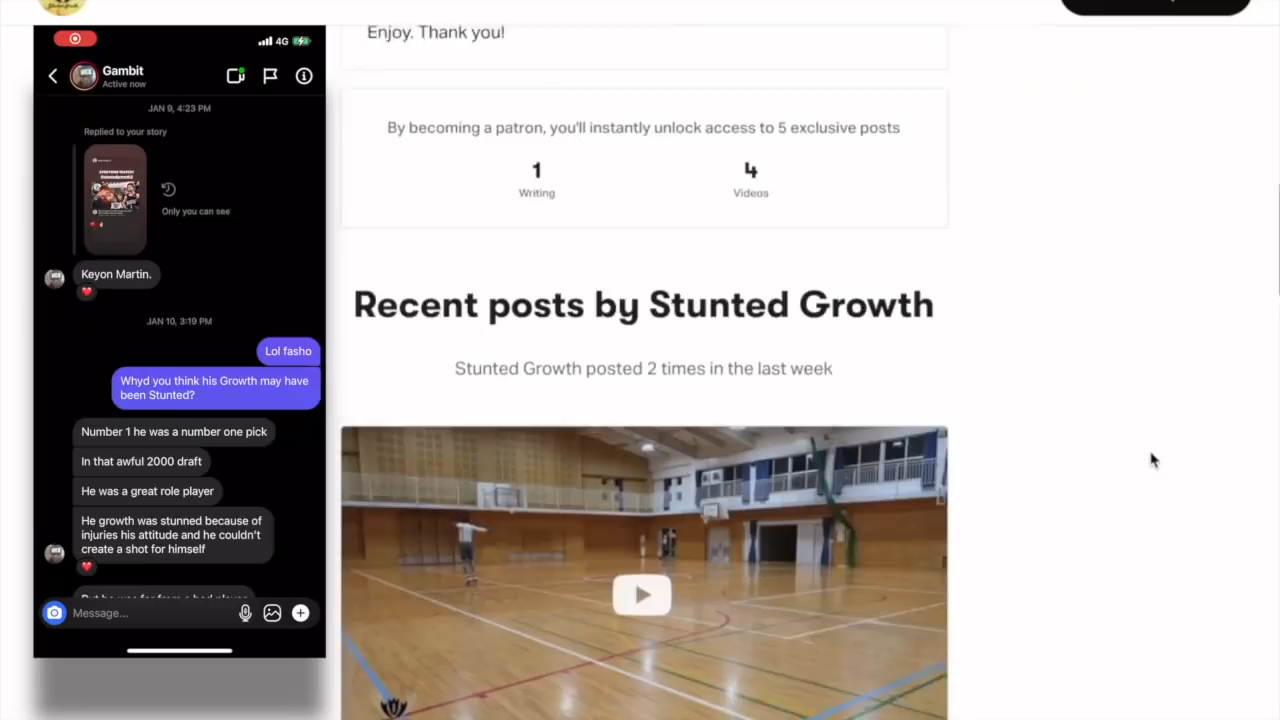 4G
Gambit
Active now
JAN 9, 4:23 PM
Replied to your story
Only you can see
Keyon Martin.
JAN 10, 3:19 PM
Lol fasho
Whyd you think his Growth may have
been Stunted?
Number 1 he was a number one pick
In that awful 2000 draft
He was a great role player
He growth was stunned because of
injuries his attitude and he couldn't
create a shot for himself
Message...
Enjoy. Thank you!
By becoming a patron, you'll instantly unlock access to 5 exclusive posts
1
Writing
4
Videos
Recent posts by Stunted Growth
Stunted Growth posted 2 times in the last week